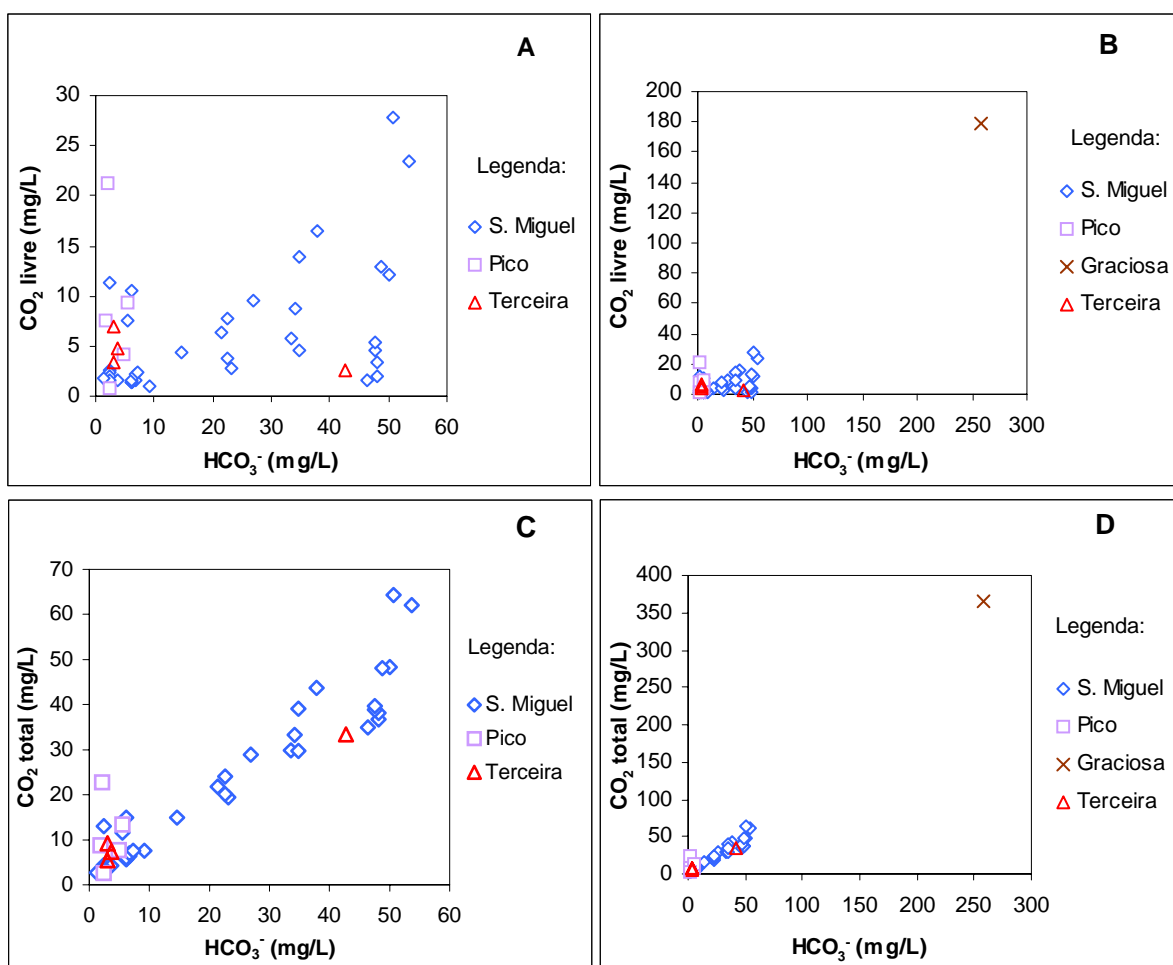 A
30
25
20
15
10
5
0
CO₂ livre (mg/L)
0 10 20 30 40 50 60
HCO₃⁻ (mg/L)
Legenda:
S. Miguel
Pico
Terceira
B
200
180
160
140
120
100
80
60
40
20
0
CO₂ livre (mg/L)
0 50 100 150 200 250 300
HCO₃⁻ (mg/L)
Legenda:
S. Miguel
Pico
Graciosa
Terceira
C
70
60
50
40
30
20
10
0
CO₂ total (mg/L)
0 10 20 30 40 50 60
HCO₃⁻ (mg/L)
Legenda:
S. Miguel
Pico
Terceira
D
400
350
300
250
200
150
100
50
0
CO₂ total (mg/L)
0 50 100 150 200 250 300
HCO₃⁻ (mg/L)
Legenda:
S. Miguel
Pico
Graciosa
Terceira